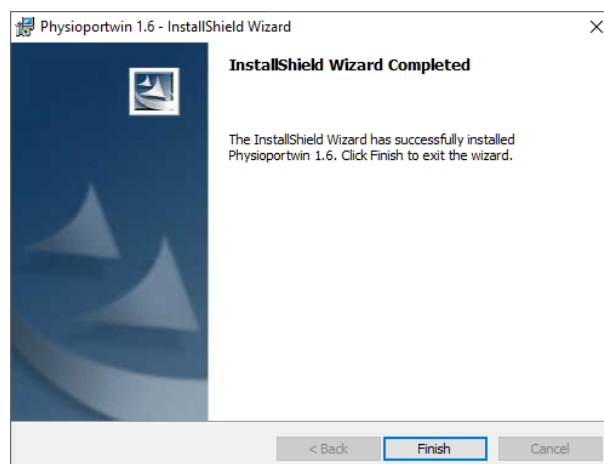 Physioportwin 1.6 - InstallShield Wizard
InstallShield Wizard Completed
The InstallShield Wizard has successfully installed
Physioportwin 1.6. Click Finish to exit the wizard.
< Back
Finish
Cancel